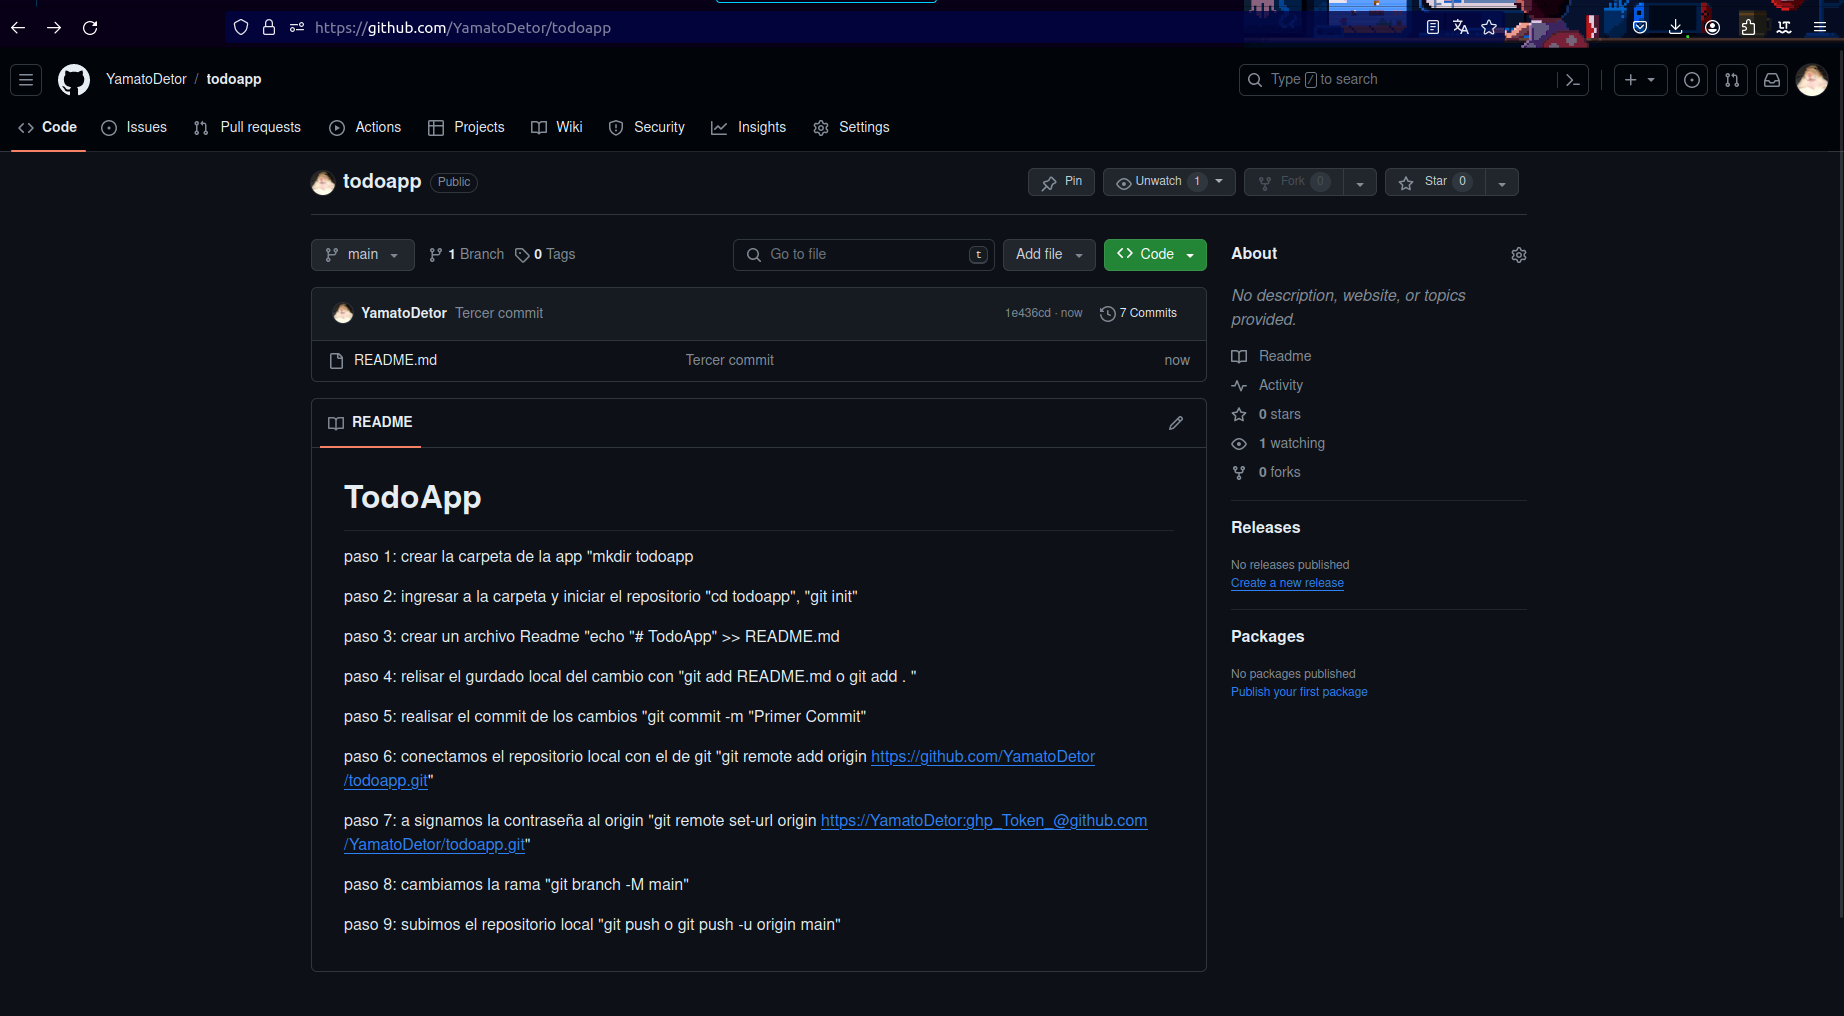 https://github.com/YamatoDetor/todoapp
YamatoDetor / todoapp
Type / to search
Code Issues Pull requests Actions Projects Wiki Security Insights Settings
todoapp Public
Pin Unwatch 1 Fork 0 Star 0
main 1 Branch 0 Tags
Go to file t Add file Code
YamatoDetor Tercer commit 1e436cd · now 7 Commits
README.md Tercer commit now
README
TodoApp
paso 1: crear la carpeta de la app "mkdir todoapp
paso 2: ingresar a la carpeta y iniciar el repositorio "cd todoapp", "git init"
paso 3: crear un archivo Readme "echo "# TodoApp" >> README.md
paso 4: relisar el gurdado local del cambio con "git add README.md o git add . "
paso 5: realisar el commit de los cambios "git commit -m "Primer Commit"
paso 6: conectamos el repositorio local con el de git "git remote add origin https://github.com/YamatoDetor
/todoapp.git"
paso 7: a signamos la contraseña al origin "git remote set-url origin https://YamatoDetor:ghp_Token_@github.com
/YamatoDetor/todoapp.git"
paso 8: cambiamos la rama "git branch -M main"
paso 9: subimos el repositorio local "git push o git push -u origin main"
About
No description, website, or topics
provided.
Readme
Activity
0 stars
1 watching
0 forks
Releases
No releases published
Create a new release
Packages
No packages published
Publish your first package